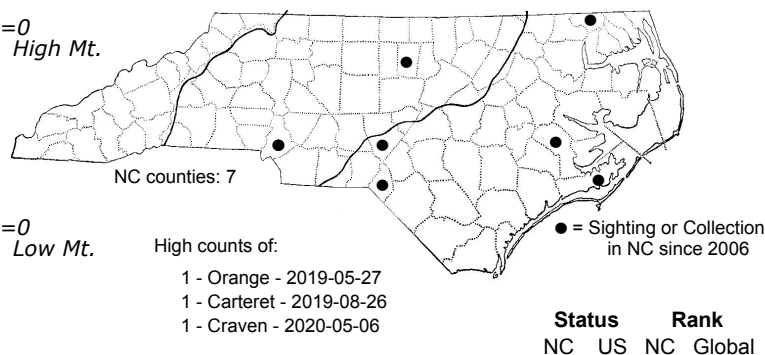 =0
High Mt.
NC counties: 7
=0
Low Mt.
High counts of:
1 - Orange - 2019-05-27
1 - Carteret - 2019-08-26
1 - Craven - 2020-05-06
● = Sighting or Collection
in NC since 2006
Status Rank
NC US NC Global